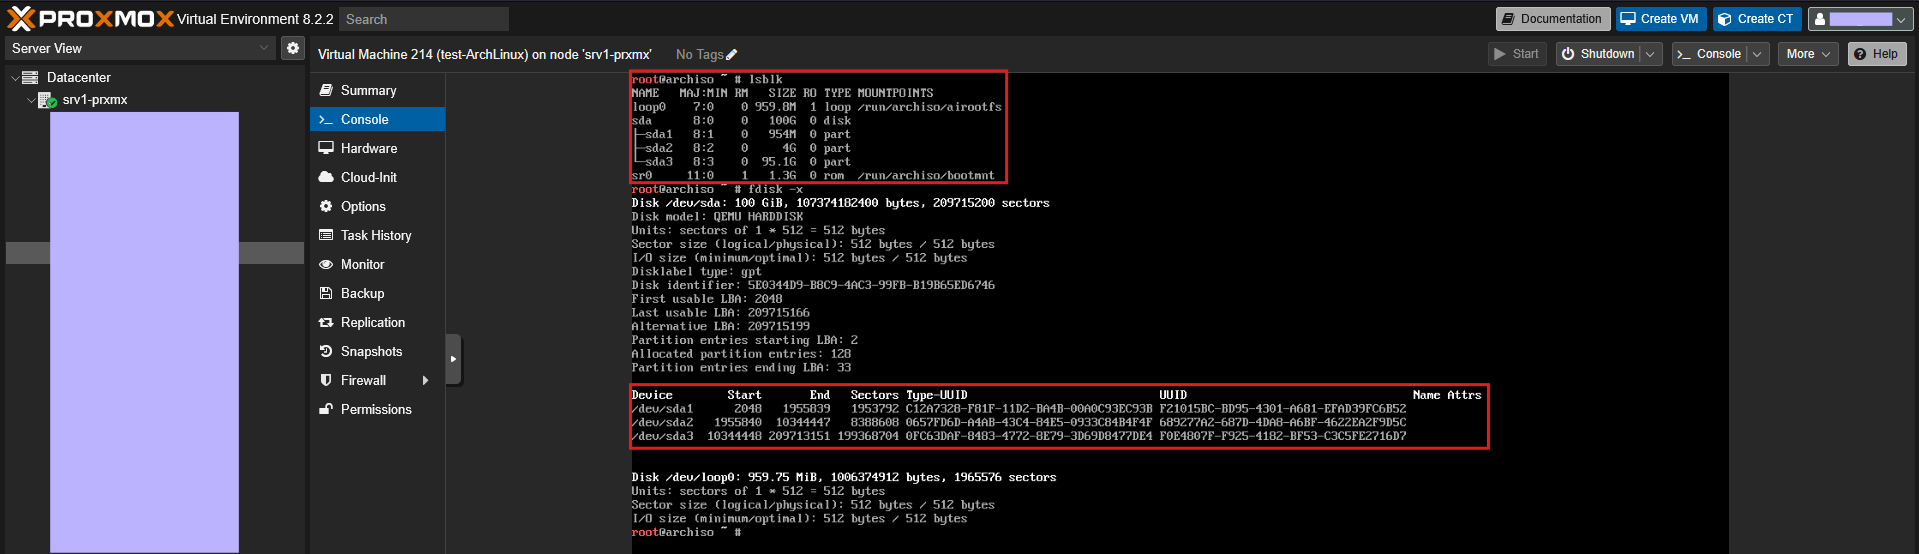 PROXMOX Virtual Environment 8.2.2 Search Documentation Create VM Create CT
Server View
Virtual Machine 214 (test-ArchLinux) on node 'srv1-prxmx' No Tags Start Shutdown Console More Help
Datacenter
srv1-prxmx
Summary
Console
Hardware
Cloud-Init
Options
Task History
Monitor
Backup
Replication
Snapshots
Firewall
Permissions
root@archiso ~ # lsblk
NAME MAJ:MIN RM SIZE RO TYPE MOUNTPOINTS
loop0 7:0 0 959.8M 1 loop /run/archiso/airootfs
sda 8:0 0 100G 0 disk
├─sda1 8:1 0 954M 0 part
├─sda2 8:2 0 4G 0 part
└─sda3 8:3 0 95.1G 0 part
sr0 11:0 1 1.3G 0 rom /run/archiso/bootmnt
root@archiso ~ # fdisk -x
Disk /dev/sda: 100 GiB, 107374182400 bytes, 209715200 sectors
Disk model: QEMU HARDDISK
Units: sectors of 1 * 512 = 512 bytes
Sector size (logical/physical): 512 bytes / 512 bytes
I/O size (minimum/optimal): 512 bytes / 512 bytes
Disklabel type: gpt
Disk identifier: 5E0344D9-B8C9-4AC3-99FB-B19B65ED6746
First usable LBA: 2048
Last usable LBA: 209715166
Alternative LBA: 209715199
Partition entries starting LBA: 2
Allocated partition entries: 128
Partition entries ending LBA: 33
Device Start End Sectors Type-UUID UUID Name Attrs
/dev/sda1 2048 1955839 1953792 C12A7328-F81F-11D2-BA4B-00A0C93EC93B F21015BC-BD95-4301-A681-EFAD39FC6B52
/dev/sda2 1955840 10344447 8388608 0657FD6D-A4AB-43C4-84E5-0933C84B4F4F 689277A2-687D-4DA8-A6BF-4622EA2F9D5C
/dev/sda3 10344448 209713151 199368704 0FC63DAF-8483-4772-8E79-3D69D8477DE4 F0E4807F-F925-4182-BF53-C3C5FE2716D7
Disk /dev/loop0: 959.75 MiB, 1006374912 bytes, 1965576 sectors
Units: sectors of 1 * 512 = 512 bytes
Sector size (logical/physical): 512 bytes / 512 bytes
I/O size (minimum/optimal): 512 bytes / 512 bytes
root@archiso ~ #